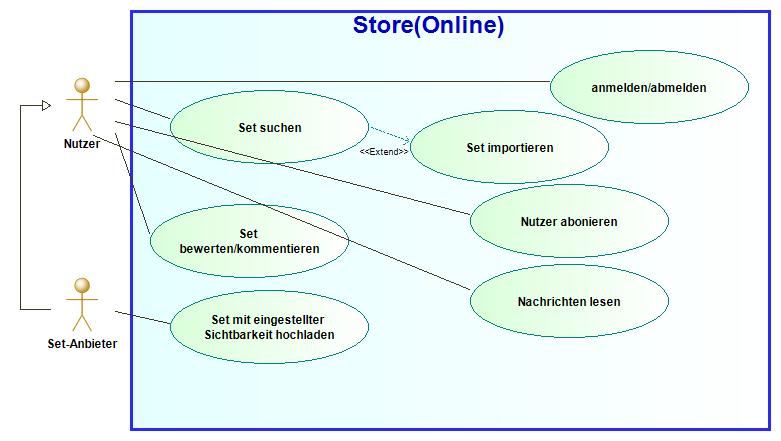 Store(Online)
anmelden/abmelden
Set suchen
Set importieren
<<Extend>>
Nutzer
Nutzer abonieren
Set
bewerten/kommentieren
Nachrichten lesen
Set mit eingestellter
Sichtbarkeit hochladen
Set-Anbieter